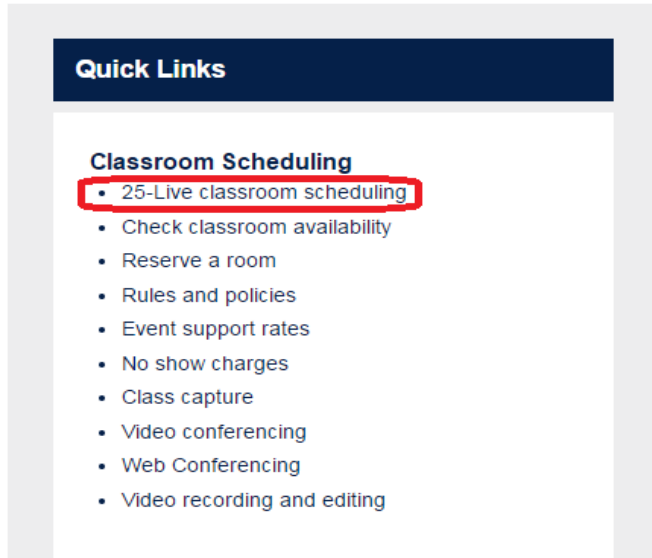 Quick Links
Classroom Scheduling
• 25-Live classroom scheduling
• Check classroom availability
• Reserve a room
• Rules and policies
• Event support rates
• No show charges
• Class capture
• Video conferencing
• Web Conferencing
• Video recording and editing